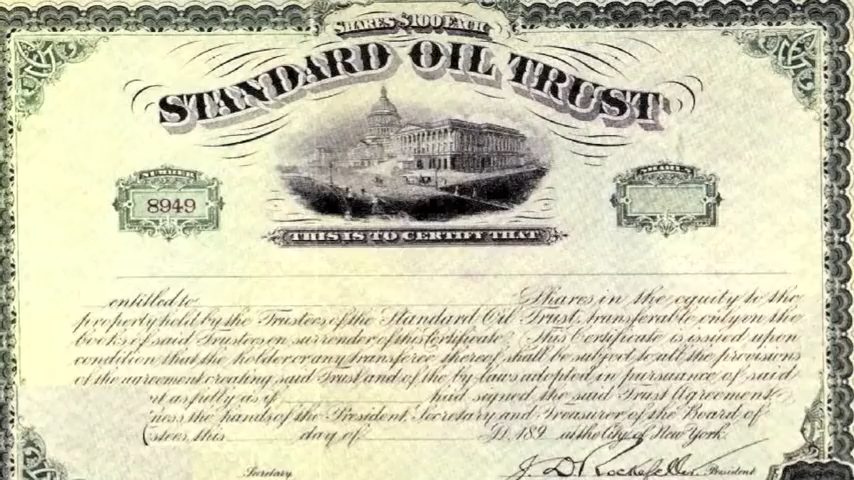 SHARES $100 EACH
STANDARD OIL TRUST
NUMBER
8949
SHARES
THIS IS TO CERTIFY THAT
entitled to Shares in the equity to the
property held by the Trustees of the Standard Oil Trust, transferable only on the
books of said Trustees on surrender of this Certificate. This Certificate is issued upon
condition that the holder or any transferee thereof shall be subject to all the provisions
of the agreement creating said Trust and of the by-laws adopted in pursuance of said
as fully as if had signed the said Trust Agreement.
the hands of the President, Secretary and Treasurer of the Board of
this day of A.D. 189 at the City of New York.
Secretary. J. D. Rockefeller. President